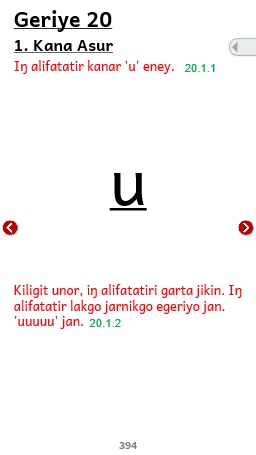 Geriye 20
1. Kana Asur
Iŋ alifatatir kanar 'u' eney. 20.1.1
u
Kiligit unor, iŋ alifatatiri garta jikin. Iŋ
alifatatir lakgo jarnikgo egeriyo jan.
'uuuuu' jan. 20.1.2
394